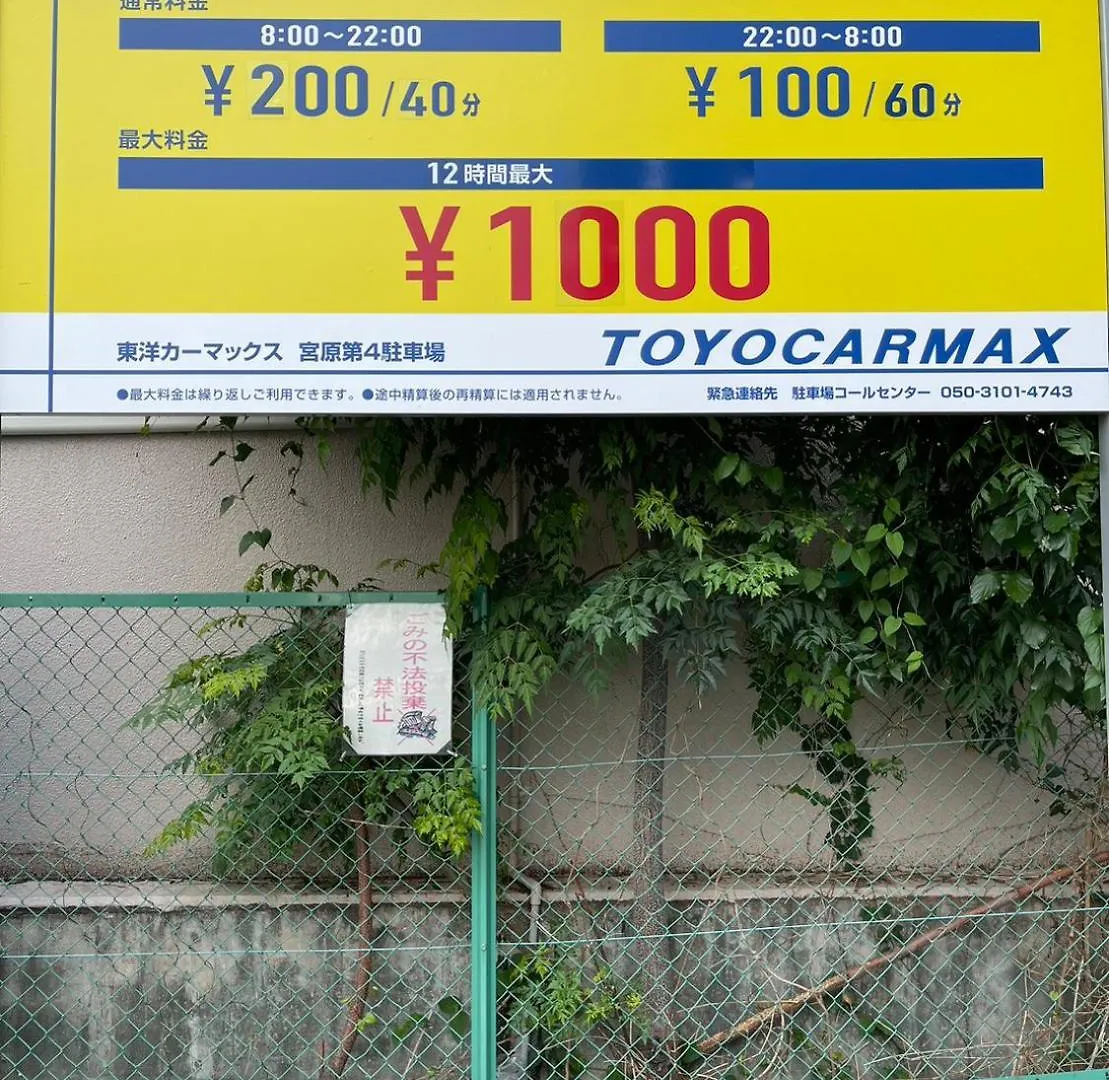 通常料金
8:00～22:00
22:00～8:00
¥200/40分
¥100/60分
最大料金
12時間最大
¥1000
東洋カーマックス 宮原第4駐車場
TOYOCARMAX
●最大料金は繰り返しご利用できます。●途中精算後の再精算には適用されません。
緊急連絡先 駐車場コールセンター 050-3101-4743
ごみの不法投棄
禁止